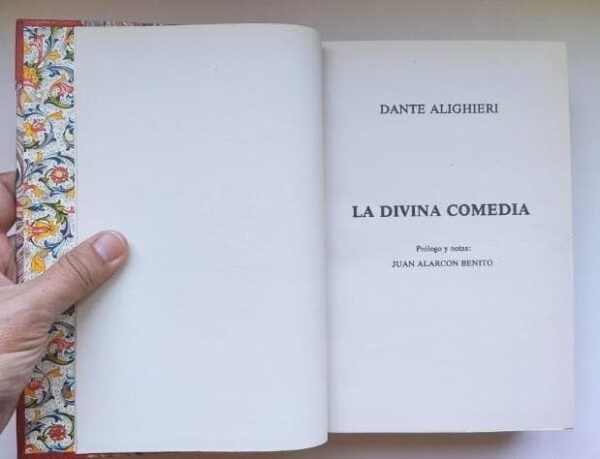 DANTE ALIGHIERI
LA DIVINA COMEDIA
Prólogo y notas:
JUAN ALARCON BENITO